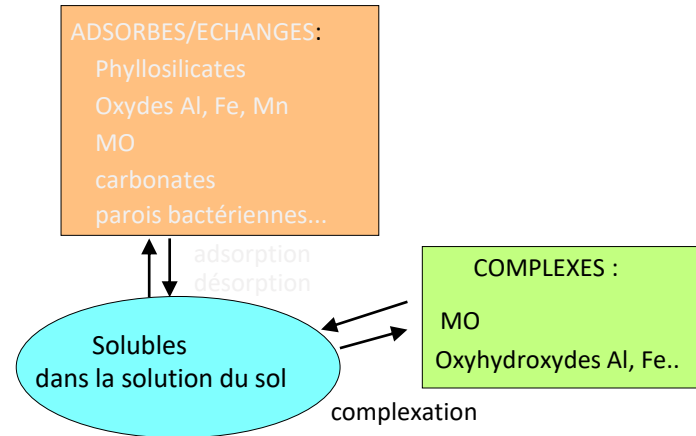 ADSORBES/ECHANGES:
Phyllosilicates
Oxydes Al, Fe, Mn
MO
carbonates
parois bactériennes...
adsorption
désorption
COMPLEXES :
MO
Oxyhydroxydes Al, Fe..
Solubles
dans la solution du sol
complexation